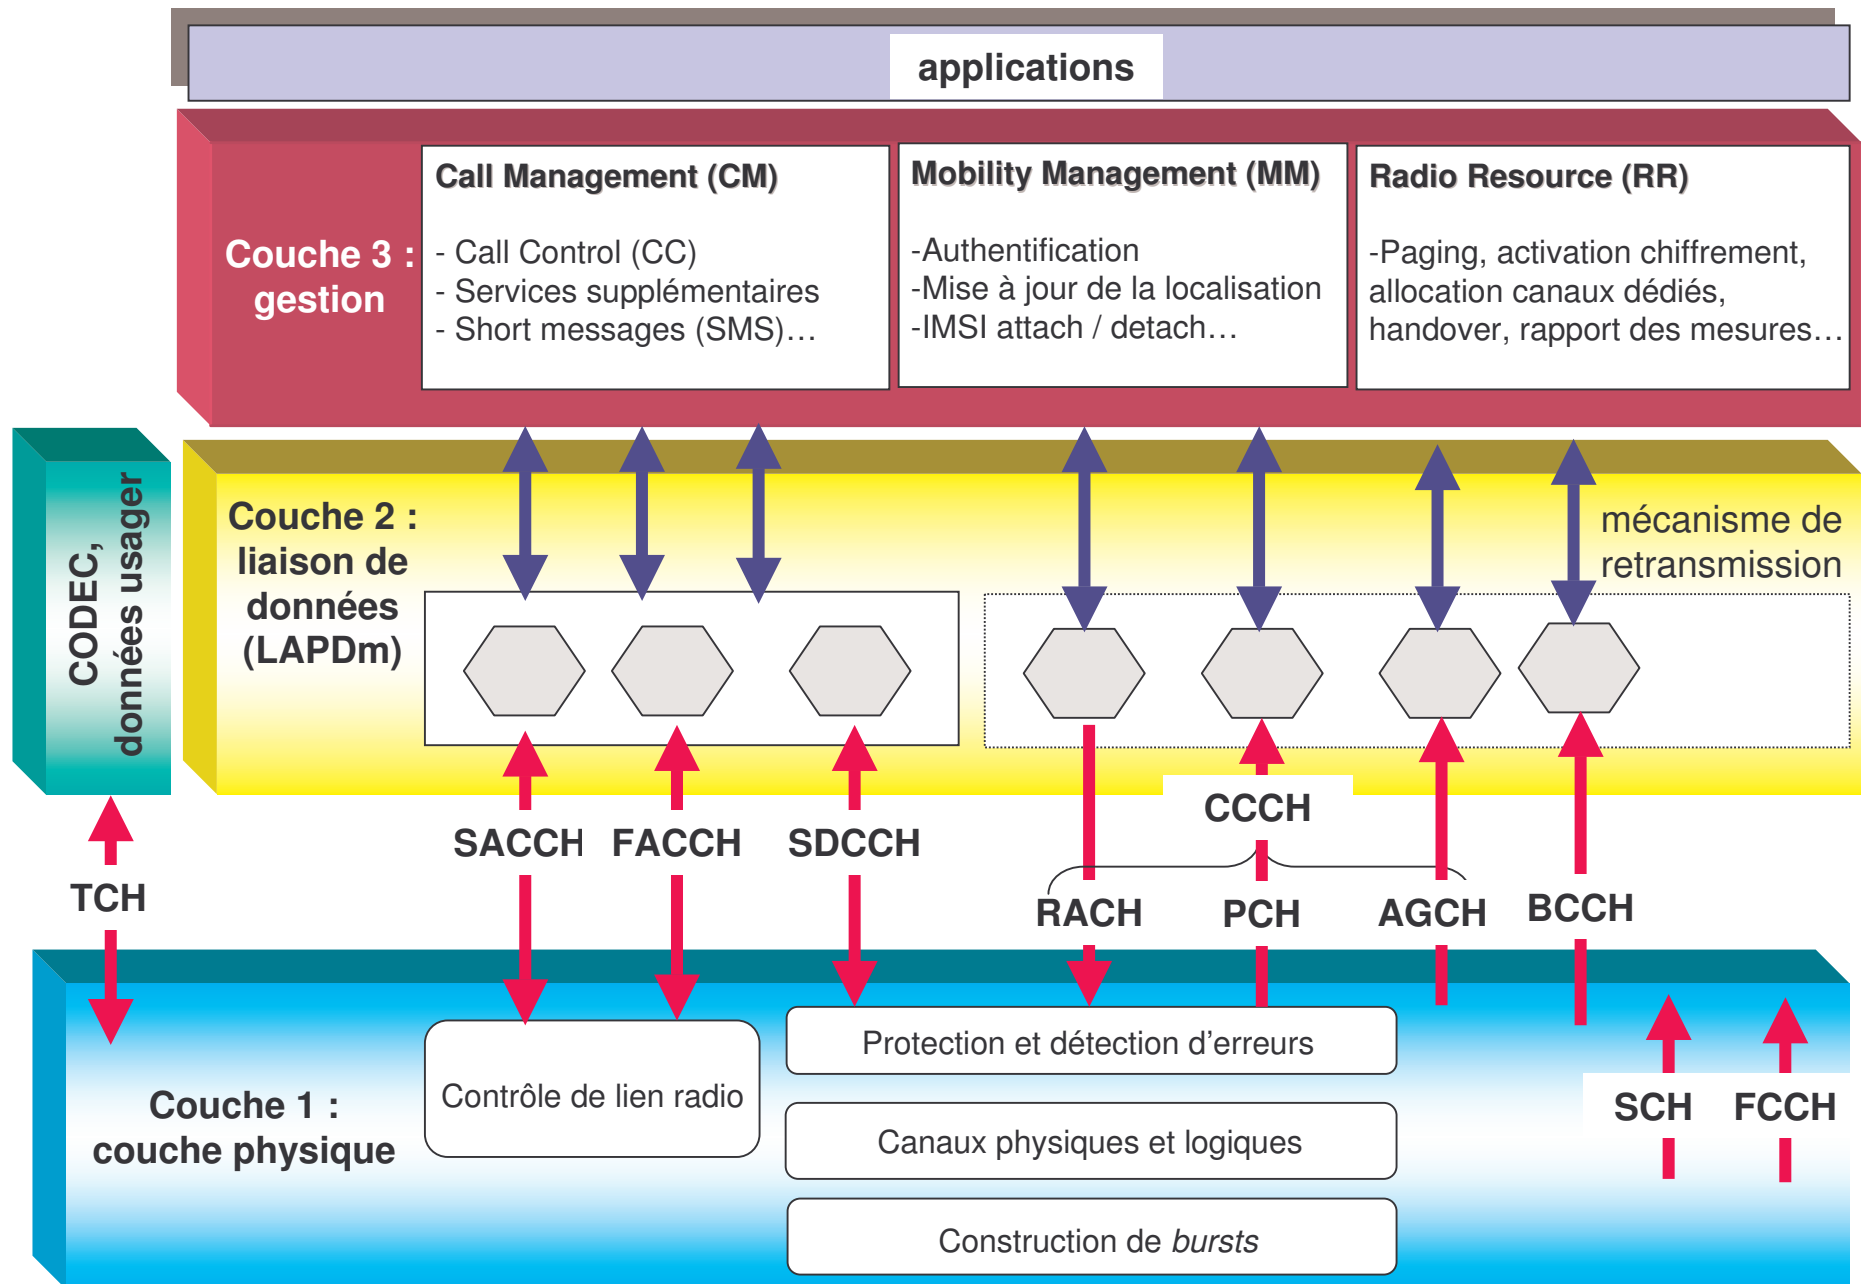 applications
Call Management (CM)
- Call Control (CC)
- Services supplémentaires
- Short messages (SMS)…
Mobility Management (MM)
-Authentification
-Mise à jour de la localisation
-IMSI attach / detach…
Radio Resource (RR)
-Paging, activation chiffrement,
allocation canaux dédiés,
handover, rapport des mesures…
Couche 3 :
gestion
CODEC,
données usager
Couche 2 :
liaison de
données
(LAPDm)
mécanisme de
retransmission
TCH
SACCH
FACCH
SDCCH
CCCH
RACH
PCH
AGCH
BCCH
Couche 1 :
couche physique
Contrôle de lien radio
Protection et détection d’erreurs
Canaux physiques et logiques
Construction de bursts
SCH
FCCH